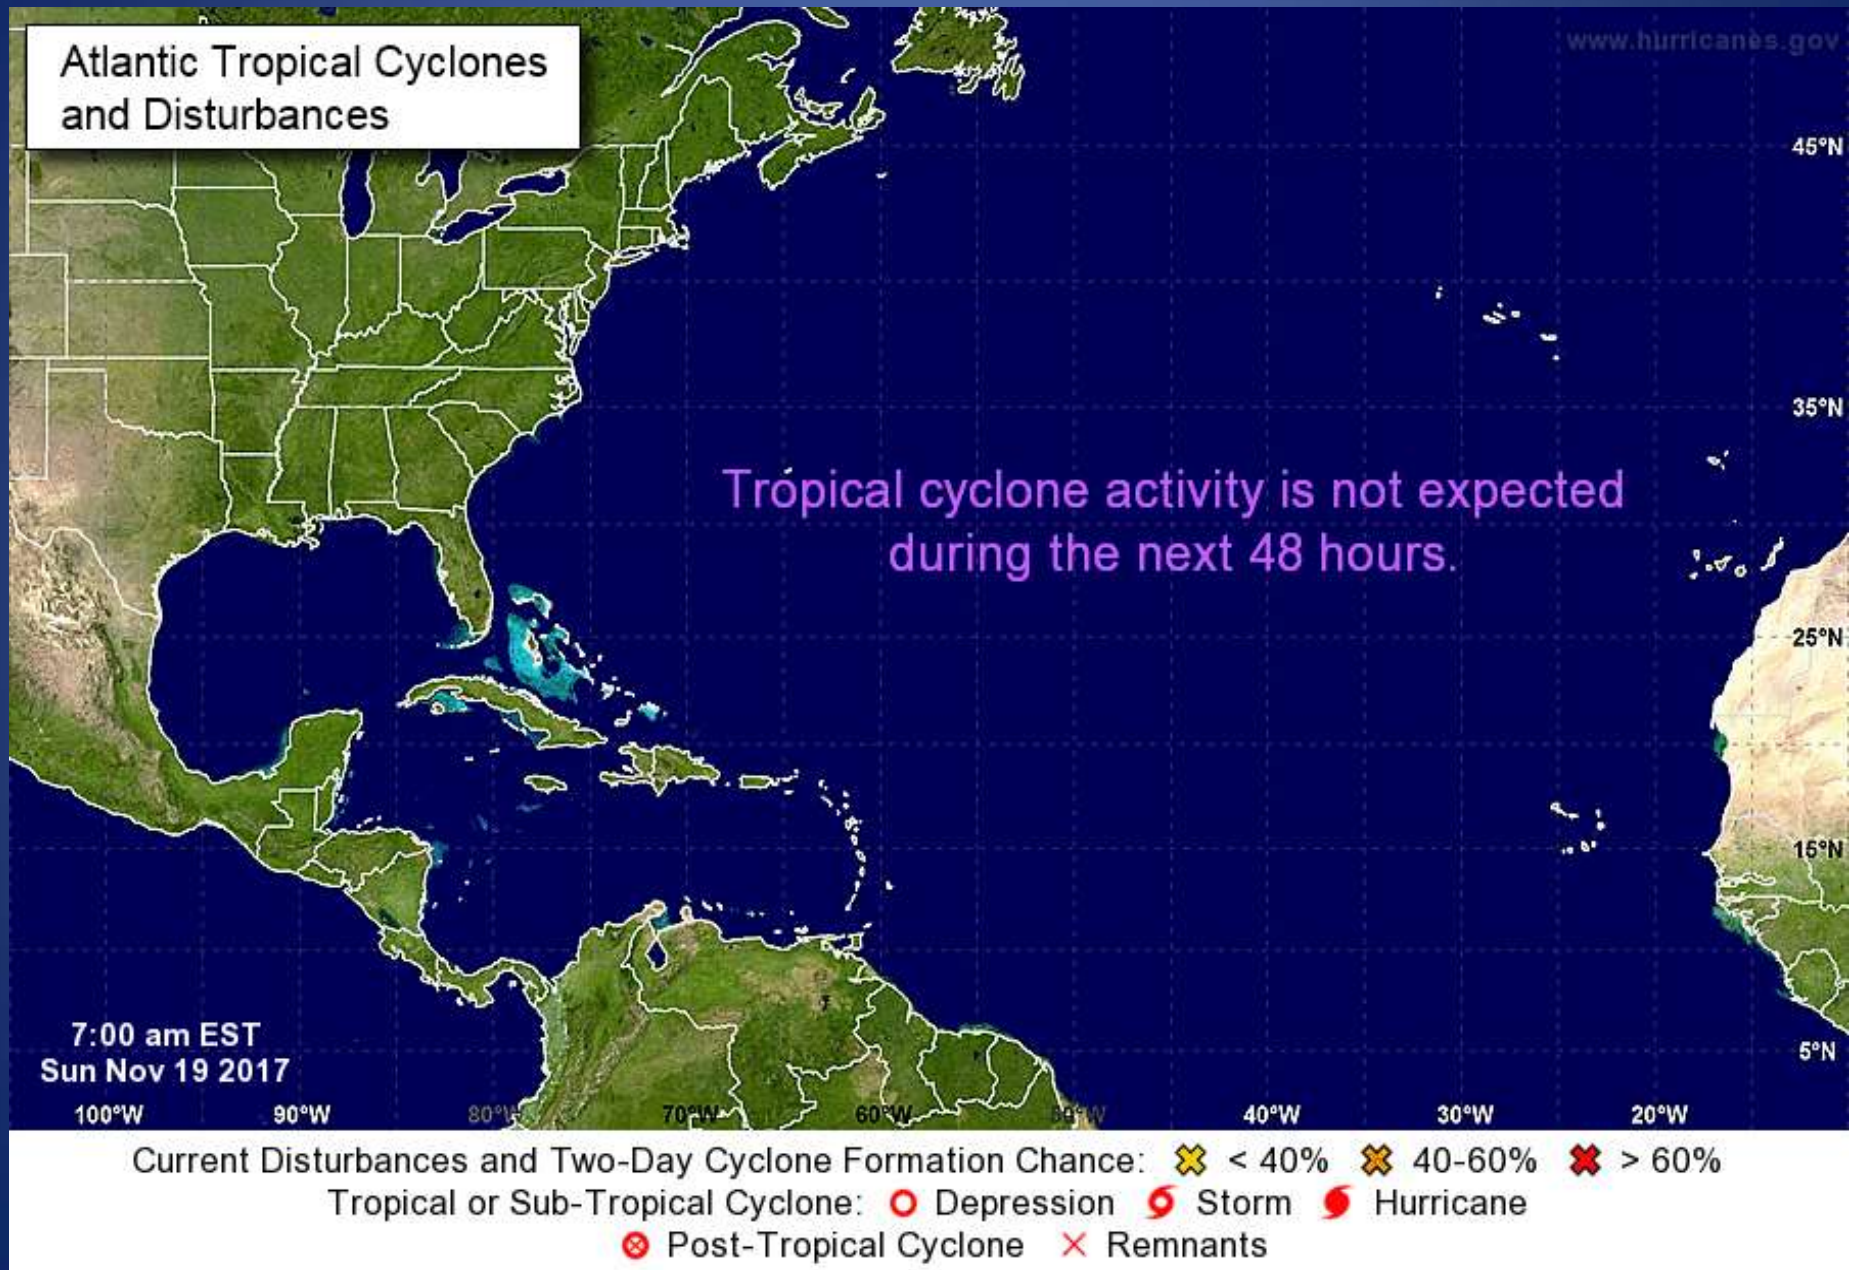 Atlantic Tropical Cyclones
and Disturbances
www.hurricanes.gov
45°N
35°N
Tropical cyclone activity is not expected
during the next 48 hours.
25°N
15°N
7:00 am EST
Sun Nov 19 2017
5°N
100°W 90°W 80°W 70°W 60°W 50°W 40°W 30°W 20°W
Current Disturbances and Two-Day Cyclone Formation Chance: < 40% 40-60% > 60%
Tropical or Sub-Tropical Cyclone: Depression Storm Hurricane
Post-Tropical Cyclone Remnants